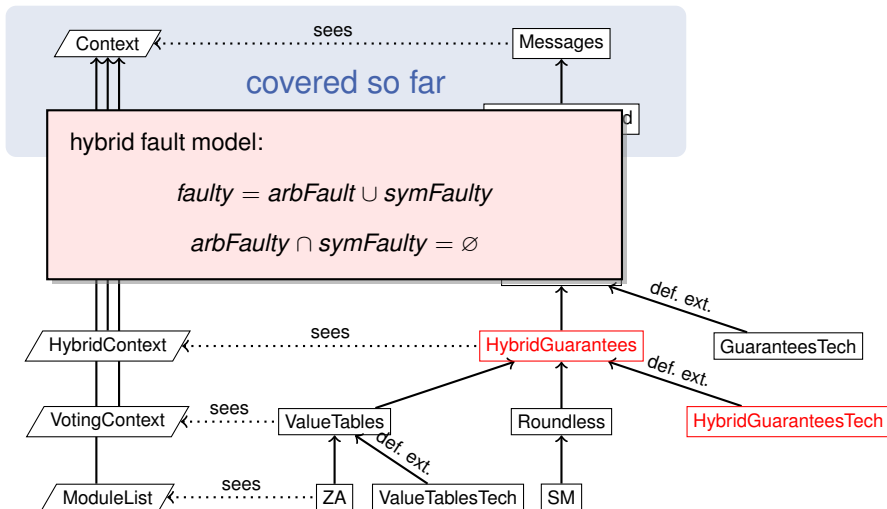 Context
sees
Messages
covered so far
d
hybrid fault model:
faulty = arbFault ∪ symFaulty
arbFaulty ∩ symFaulty = ∅
def. ext.
HybridContext
sees
HybridGuarantees
GuaranteesTech
def. ext.
VotingContext
sees
ValueTables
Roundless
HybridGuaranteesTech
def. ext.
ModuleList
sees
ZA
ValueTablesTech
SM